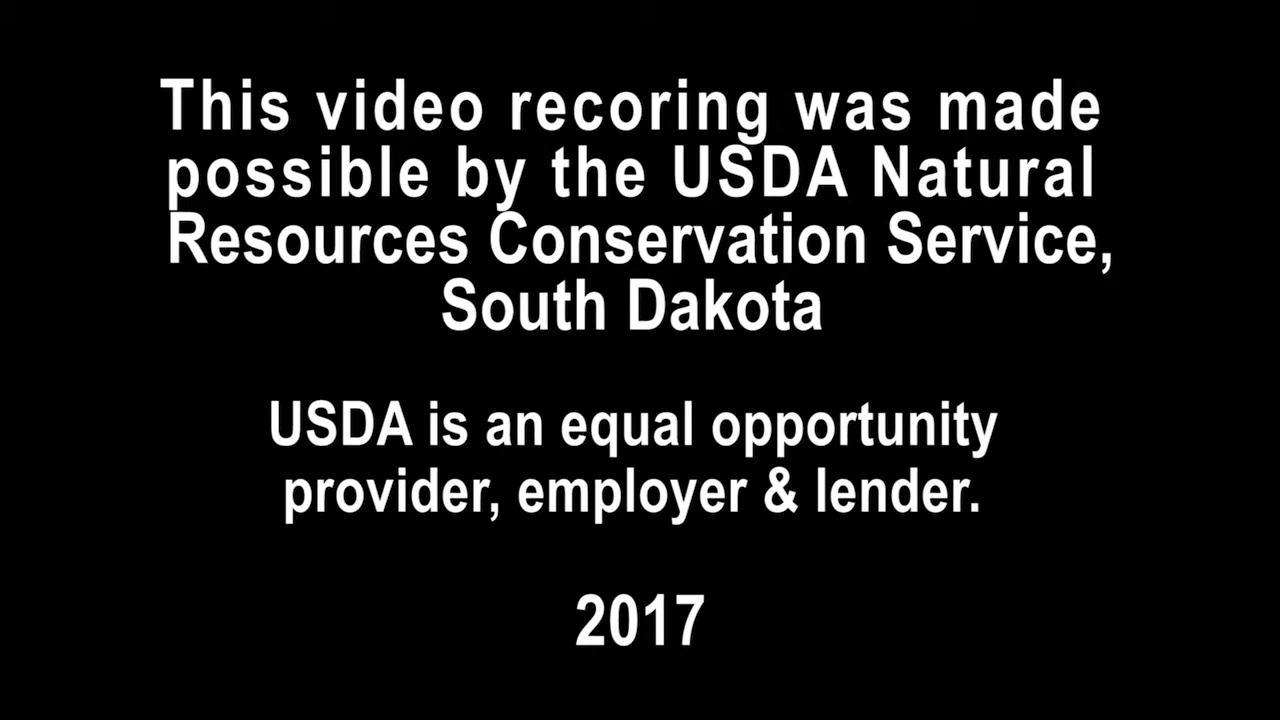 This video recoring was made
possible by the USDA Natural
Resources Conservation Service,
South Dakota
USDA is an equal opportunity
provider, employer & lender.
2017